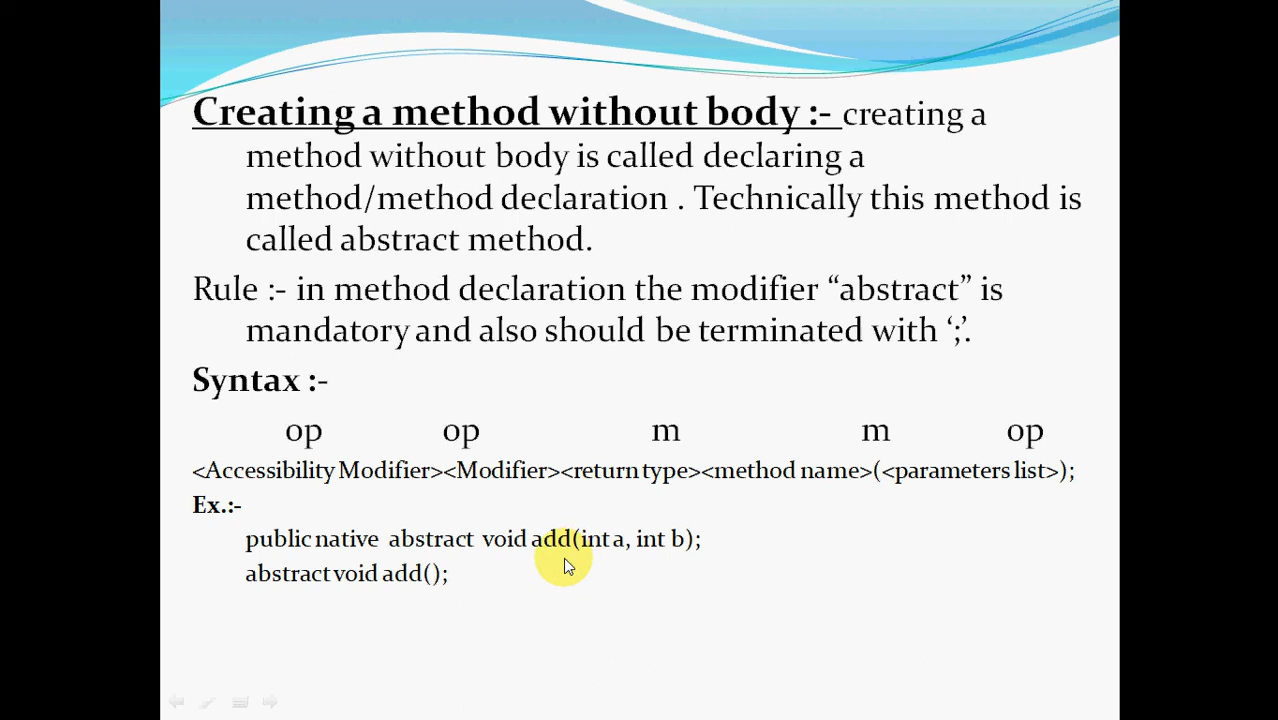 Creating a method without body :- creating a
method without body is called declaring a
method/method declaration . Technically this method is
called abstract method.
Rule :- in method declaration the modifier “abstract” is
mandatory and also should be terminated with ‘;’.
Syntax :-
op op m m op
<Accessibility Modifier><Modifier><return type><method name>(<parameters list>);
Ex.:-
public native abstract void add(int a, int b);
abstract void add();